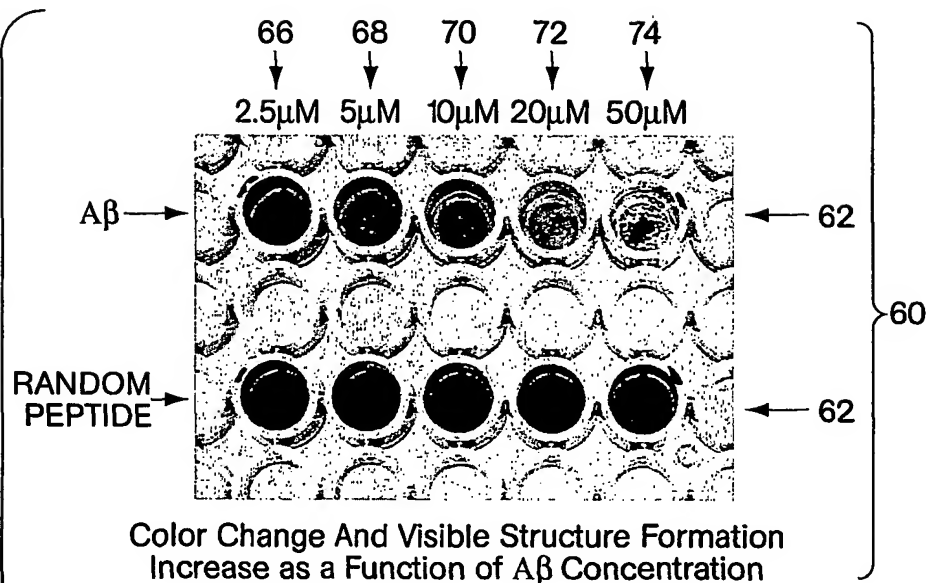 66 68 70 72 74
2.5μM 5μM 10μM 20μM 50μM
Aβ 62
60
RANDOM
PEPTIDE 62
Color Change And Visible Structure Formation
Increase as a Function of Aβ Concentration